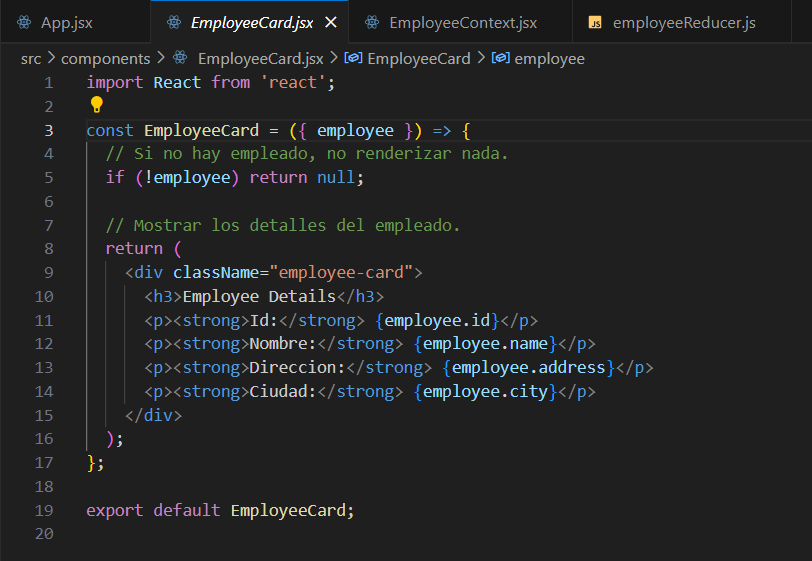 App.jsx EmployeeCard.jsx EmployeeContext.jsx JS employeeReducer.js
src > components > EmployeeCard.jsx > EmployeeCard > employee
1 import React from 'react';
2
3 const EmployeeCard = ({ employee }) => {
4   // Si no hay empleado, no renderizar nada.
5   if (!employee) return null;
6
7   // Mostrar los detalles del empleado.
8   return (
9     <div className="employee-card">
10       <h3>Employee Details</h3>
11       <p><strong>Id:</strong> {employee.id}</p>
12       <p><strong>Nombre:</strong> {employee.name}</p>
13       <p><strong>Direccion:</strong> {employee.address}</p>
14       <p><strong>Ciudad:</strong> {employee.city}</p>
15     </div>
16   );
17 };
18
19 export default EmployeeCard;
20